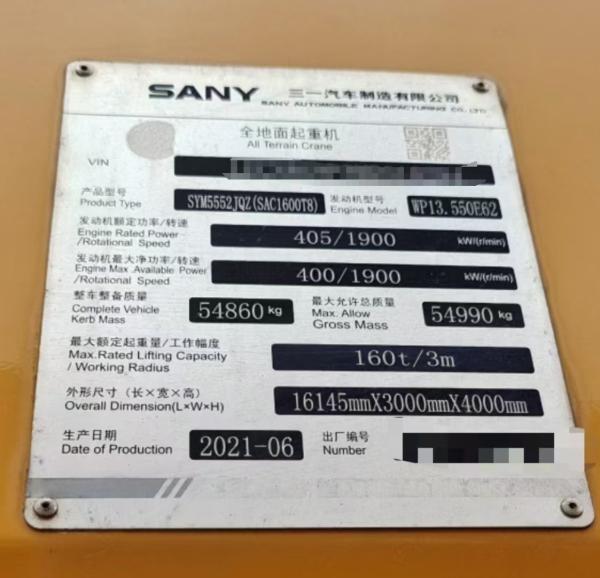 SANY 三一汽车制造有限公司
SANY AUTOMOBILE MANUFACTURING CO.,LTD.
全地面起重机
All Terrain Crane
VIN
产品型号 发动机型号
Product Type SYM5552JQZ(SAC1600T8) Engine Model WP13.550E62
发动机额定功率/转速
Engine Rated Power 405/1900 kW/(r/min)
/Rotational Speed
发动机最大净功率/转速
Engine Max .Available Power 400/1900 kW/(r/min)
/Rotational Speed
整车整备质量 最大允许总质量
Complete Vehicle 54860 kg Max. Allow 54990 kg
Kerb Mass Gross Mass
最大额定起重量/工作幅度
Max.Rated Lifting Capacity 160t/3m
/ Working Radius
外形尺寸（长×宽×高）
Overall Dimension(L×W×H) 16145mmX3000mmX4000mm
生产日期 出厂编号
Date of Production 2021-06 Number